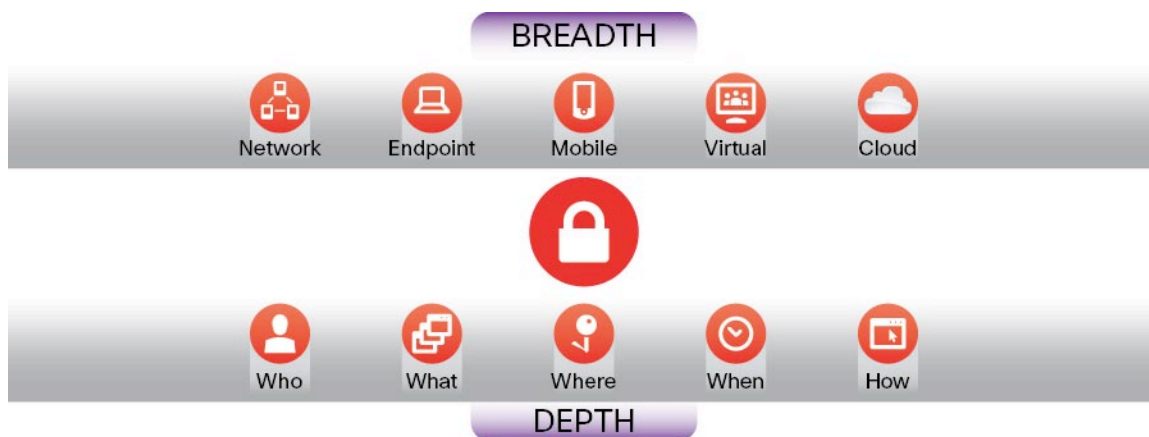 BREADTH
Network Endpoint Mobile Virtual Cloud
Who What Where When How
DEPTH